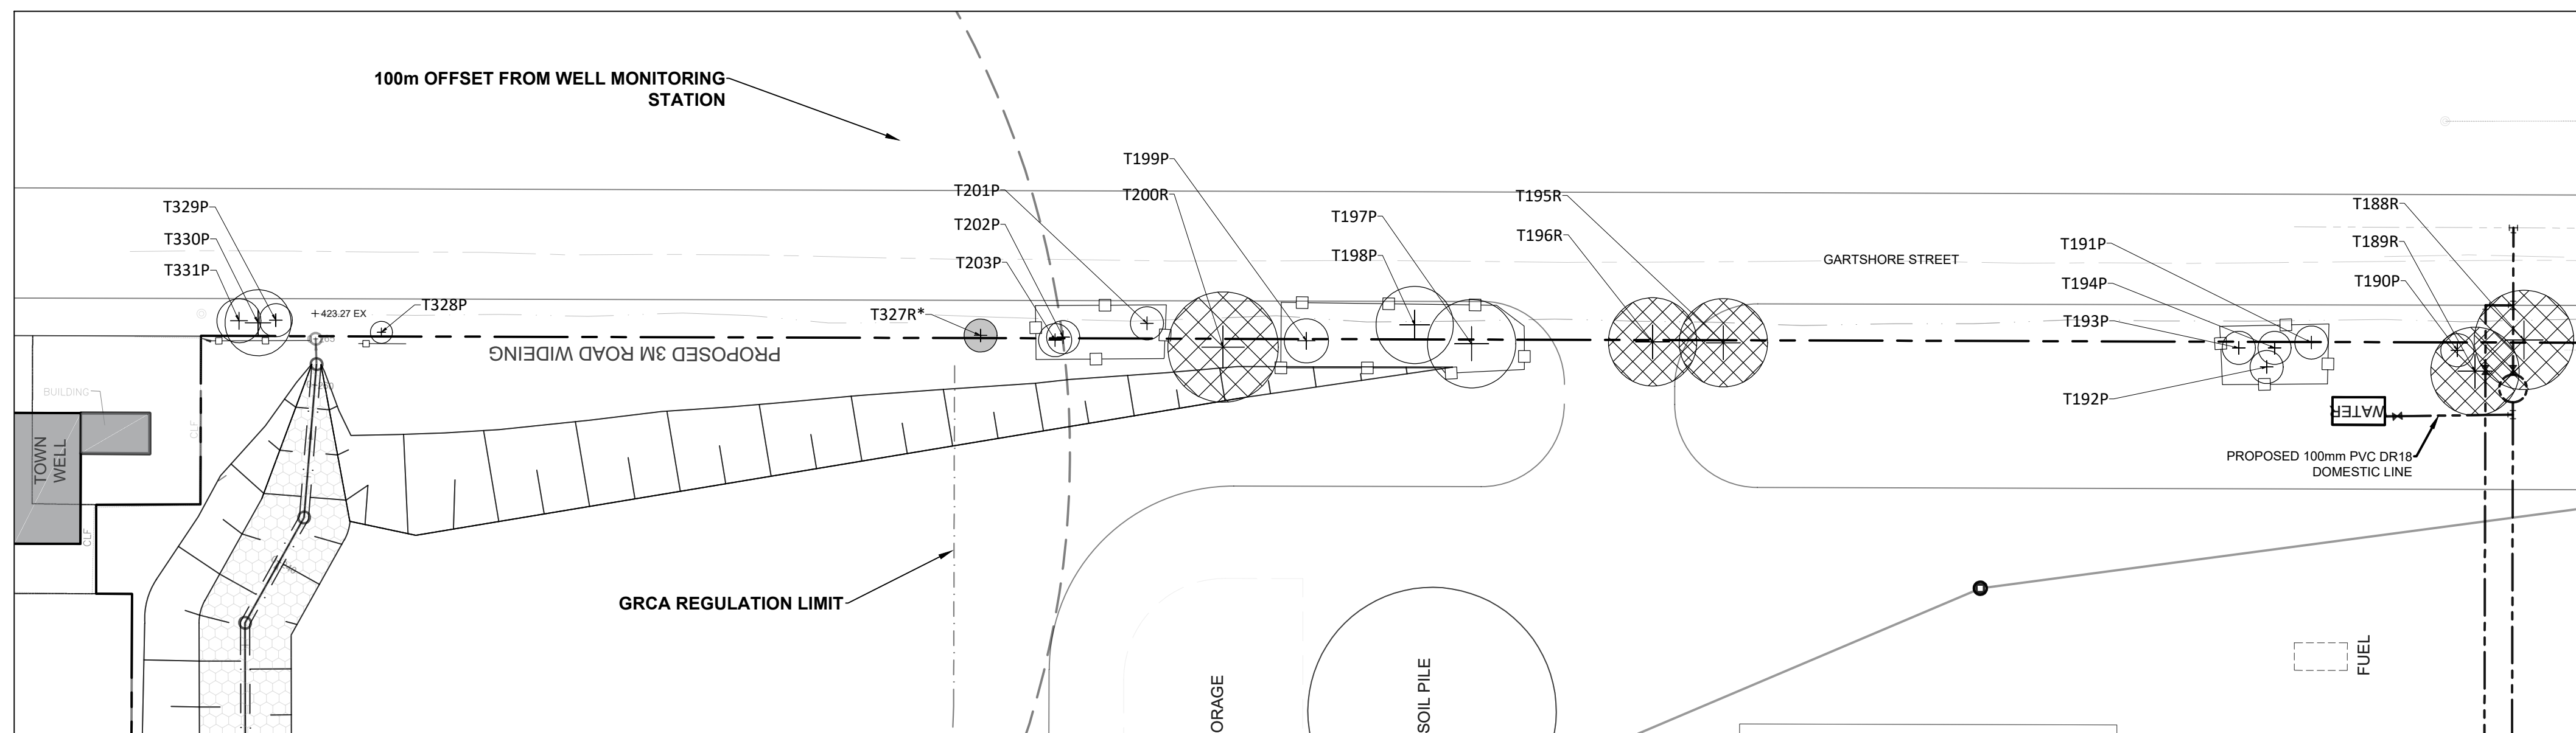 100m OFFSET FROM WELL MONITORING
STATION
T199P
T201P
T200R
T195R
T329P
T188R
T197P
T202P
T196R
T330P
T189R
T191P
T198P
GARTSHORE STREET
T203P
T331P
T190P
T194P
T328P
+423.27 EX
T327R*
T193P
PROPOSED 3M ROAD WIDEING
BUILDING
T192P
WATER
CLF
TOWN
WELL
PROPOSED 100mm PVC DR18
DOMESTIC LINE
CLF
GRCA REGULATION LIMIT
FUEL
ORAGE
SOIL PILE